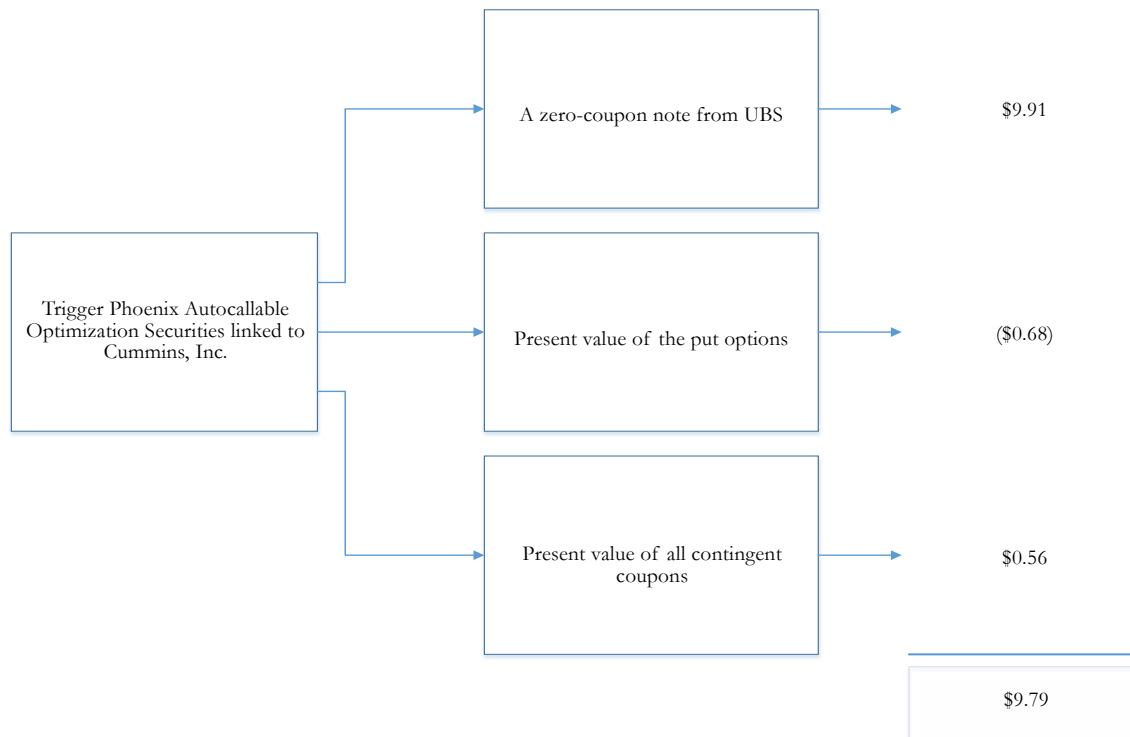 A zero-coupon note from UBS
$9.91
Trigger Phoenix Autocallable
Optimization Securities linked to
Cummins, Inc.
Present value of the put options
($0.68)
Present value of all contingent
coupons
$0.56
$9.79